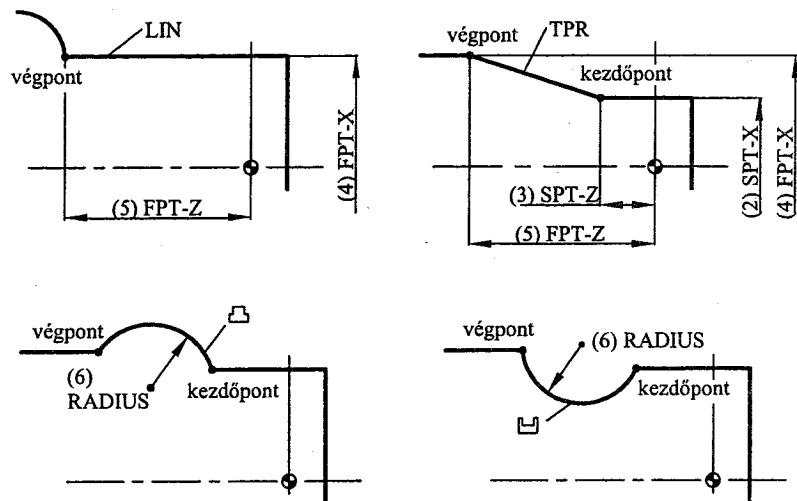 LIN
végpont
(4) FPT-X
(5) FPT-Z
végpont
TPR
kezdőpont
(3) SPT-Z
(5) FPT-Z
(2) SPT-X
(4) FPT-X
végpont
(6)
RADIUS
kezdőpont
végpont
(6) RADIUS
kezdőpont